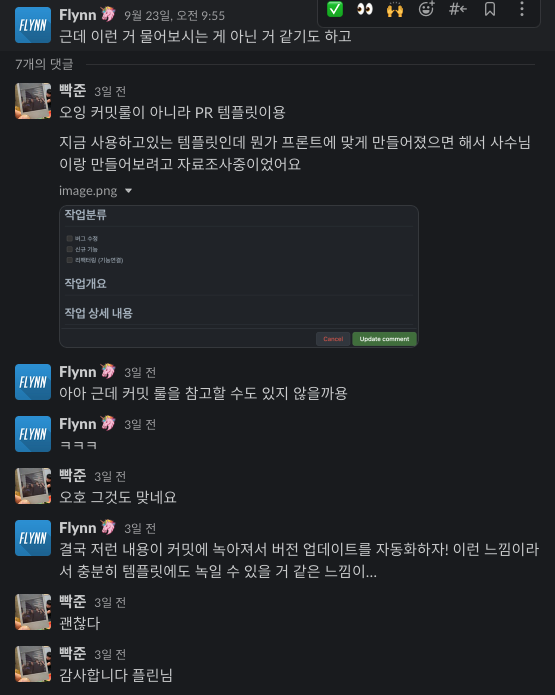 Flynn 9월 23일, 오전 9:55
근데 이런 거 물어보시는 게 아닌 거 같기도 하고
7개의 댓글
빡준 3일 전
오잉 커밋룰이 아니라 PR 템플릿이용
지금 사용하고있는 템플릿인데 뭔가 프론트에 맞게 만들어졌으면 해서 사수님
이랑 만들어보려고 자료조사중이었어요
image.png
작업분류
버그 수정
신규 기능
리팩터링 (기능변경)
작업개요
작업 상세 내용
Cancel Update comment
FLYNN
Flynn 3일 전
아아 근데 커밋 룰을 참고할 수도 있지 않을까용
FLYNN
Flynn 3일 전
ㅋㅋㅋ
빡준 3일 전
오호 그것도 맞네요
FLYNN
Flynn 3일 전
결국 저런 내용이 커밋에 녹아져서 버전 업데이트를 자동화하자! 이런 느낌이라
서 충분히 템플릿에도 녹일 수 있을 거 같은 느낌이...
빡준 3일 전
괜찮다
빡준 3일 전
감사합니다 플린님